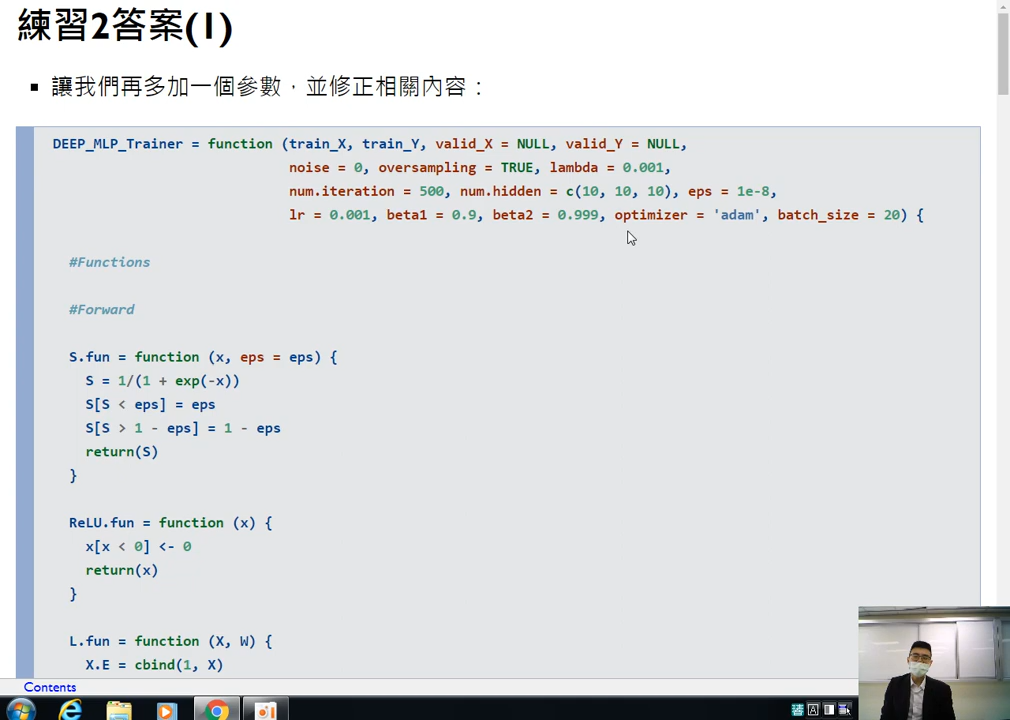 練習2答案(1)
▪ 讓我們再多加一個參數，並修正相關內容：
DEEP_MLP_Trainer = function (train_X, train_Y, valid_X = NULL, valid_Y = NULL,
noise = 0, oversampling = TRUE, lambda = 0.001,
num.iteration = 500, num.hidden = c(10, 10, 10), eps = 1e-8,
lr = 0.001, beta1 = 0.9, beta2 = 0.999, optimizer = 'adam', batch_size = 20) {
#Functions
#Forward
S.fun = function (x, eps = eps) {
S = 1/(1 + exp(-x))
S[S < eps] = eps
S[S > 1 - eps] = 1 - eps
return(S)
}
ReLU.fun = function (x) {
x[x < 0] <- 0
return(x)
}
L.fun = function (X, W) {
X.E = cbind(1, X)
Contents